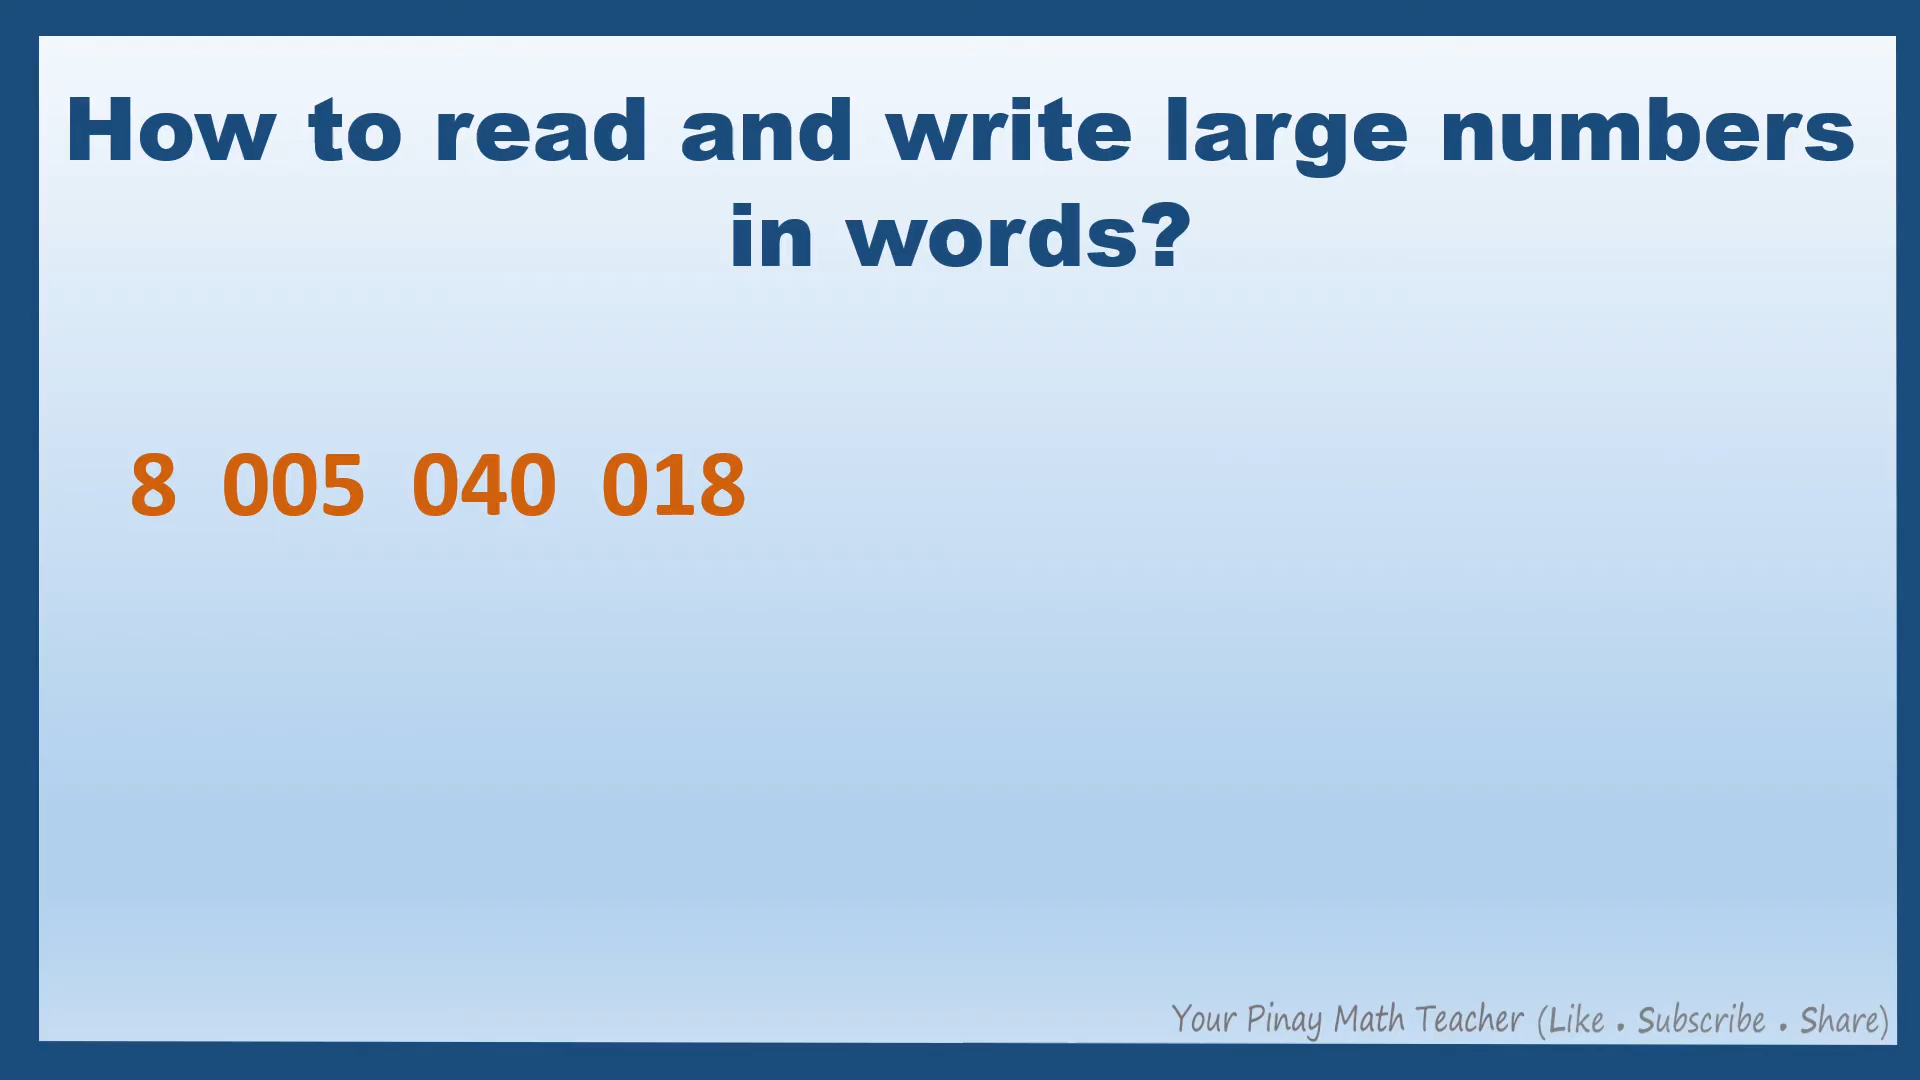 How to read and write large numbers
in words?
8 005 040 018
Your Pinay Math Teacher (Like . Subscribe . Share)